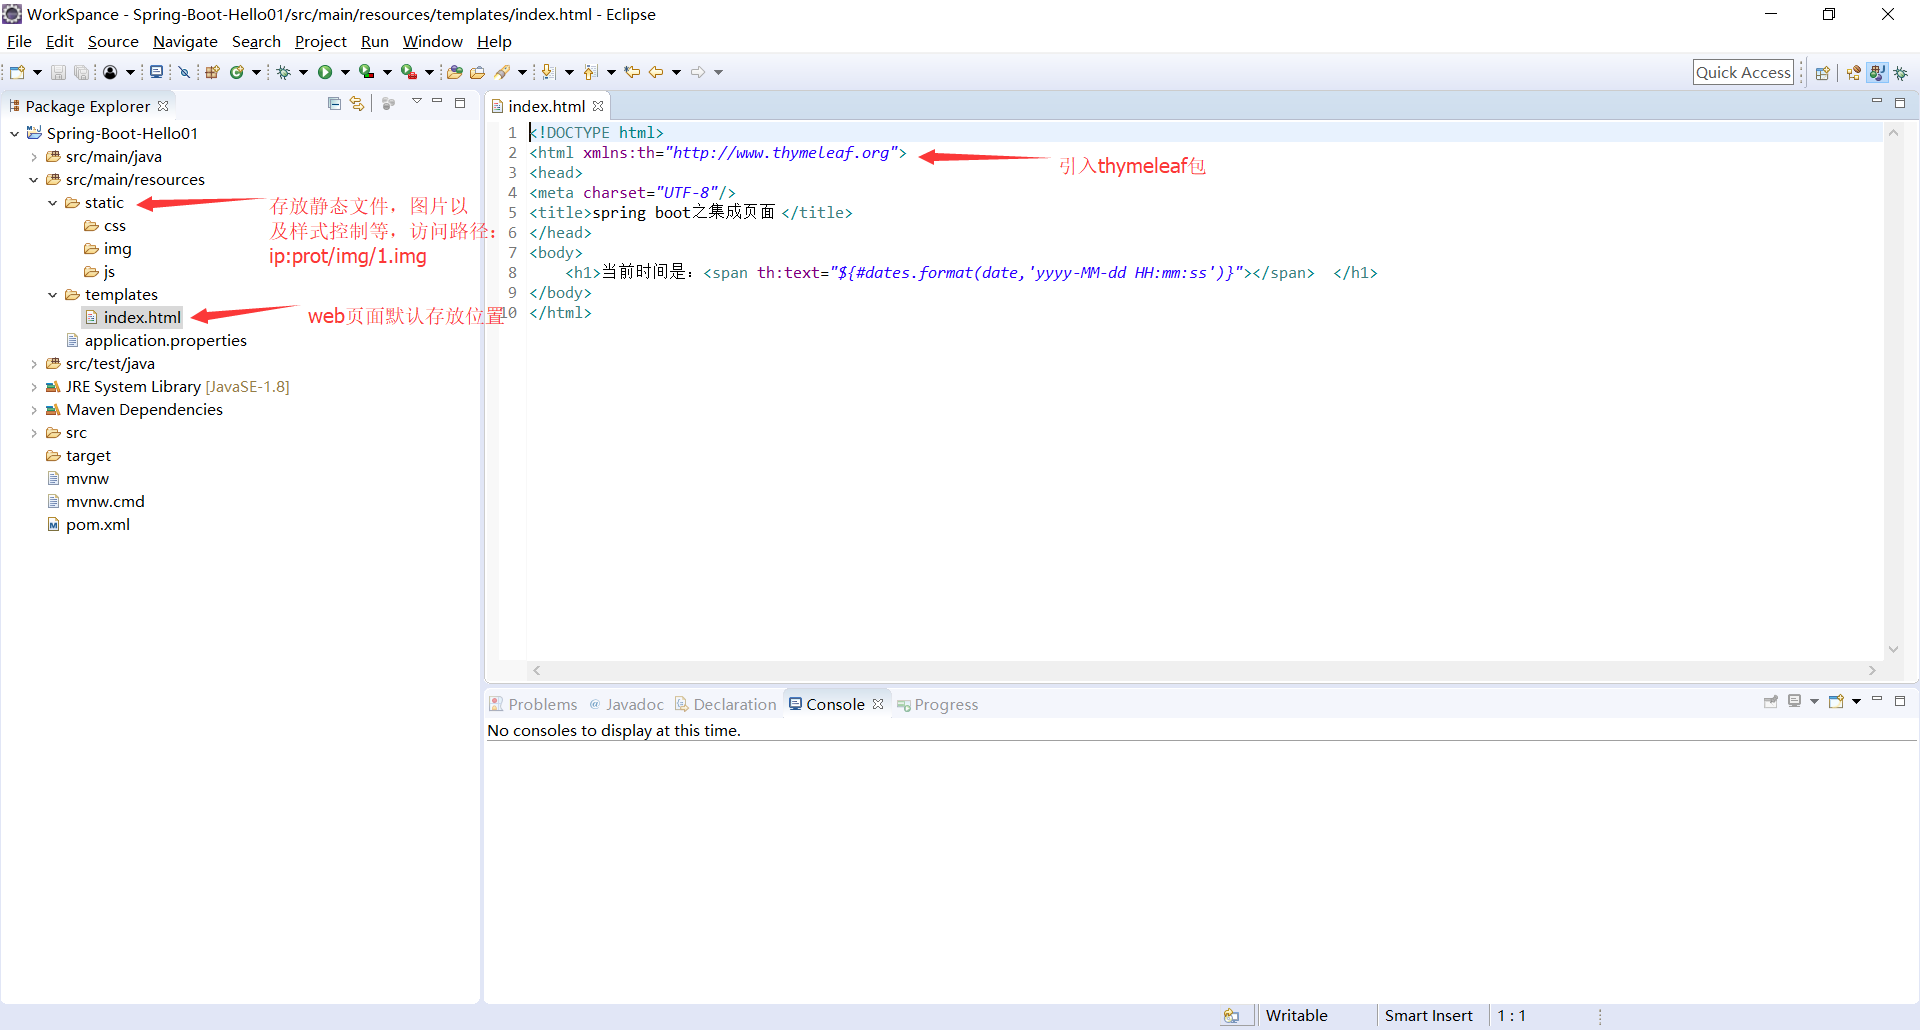 WorkSpance - Spring-Boot-Hello01/src/main/resources/templates/index.html - Eclipse
File Edit Source Navigate Search Project Run Window Help
Quick Access
Package Explorer
Spring-Boot-Hello01
src/main/java
src/main/resources
static
css
img
js
templates
index.html
application.properties
src/test/java
JRE System Library [JavaSE-1.8]
Maven Dependencies
src
target
mvnw
mvnw.cmd
pom.xml
存放静态文件，图片以
及样式控制等，访问路径：
ip:prot/img/1.img
web页面默认存放位置
index.html
1 <!DOCTYPE html>
2 <html xmlns:th="http://www.thymeleaf.org">
引入thymeleaf包
3 <head>
4 <meta charset="UTF-8"/>
5 <title>spring boot之集成页面 </title>
6 </head>
7 <body>
8 <h1>当前时间是：<span th:text="${#dates.format(date,'yyyy-MM-dd HH:mm:ss')}"></span> </h1>
9 </body>
10 </html>
Problems @ Javadoc Declaration Console Progress
No consoles to display at this time.
Writable Smart Insert 1 : 1